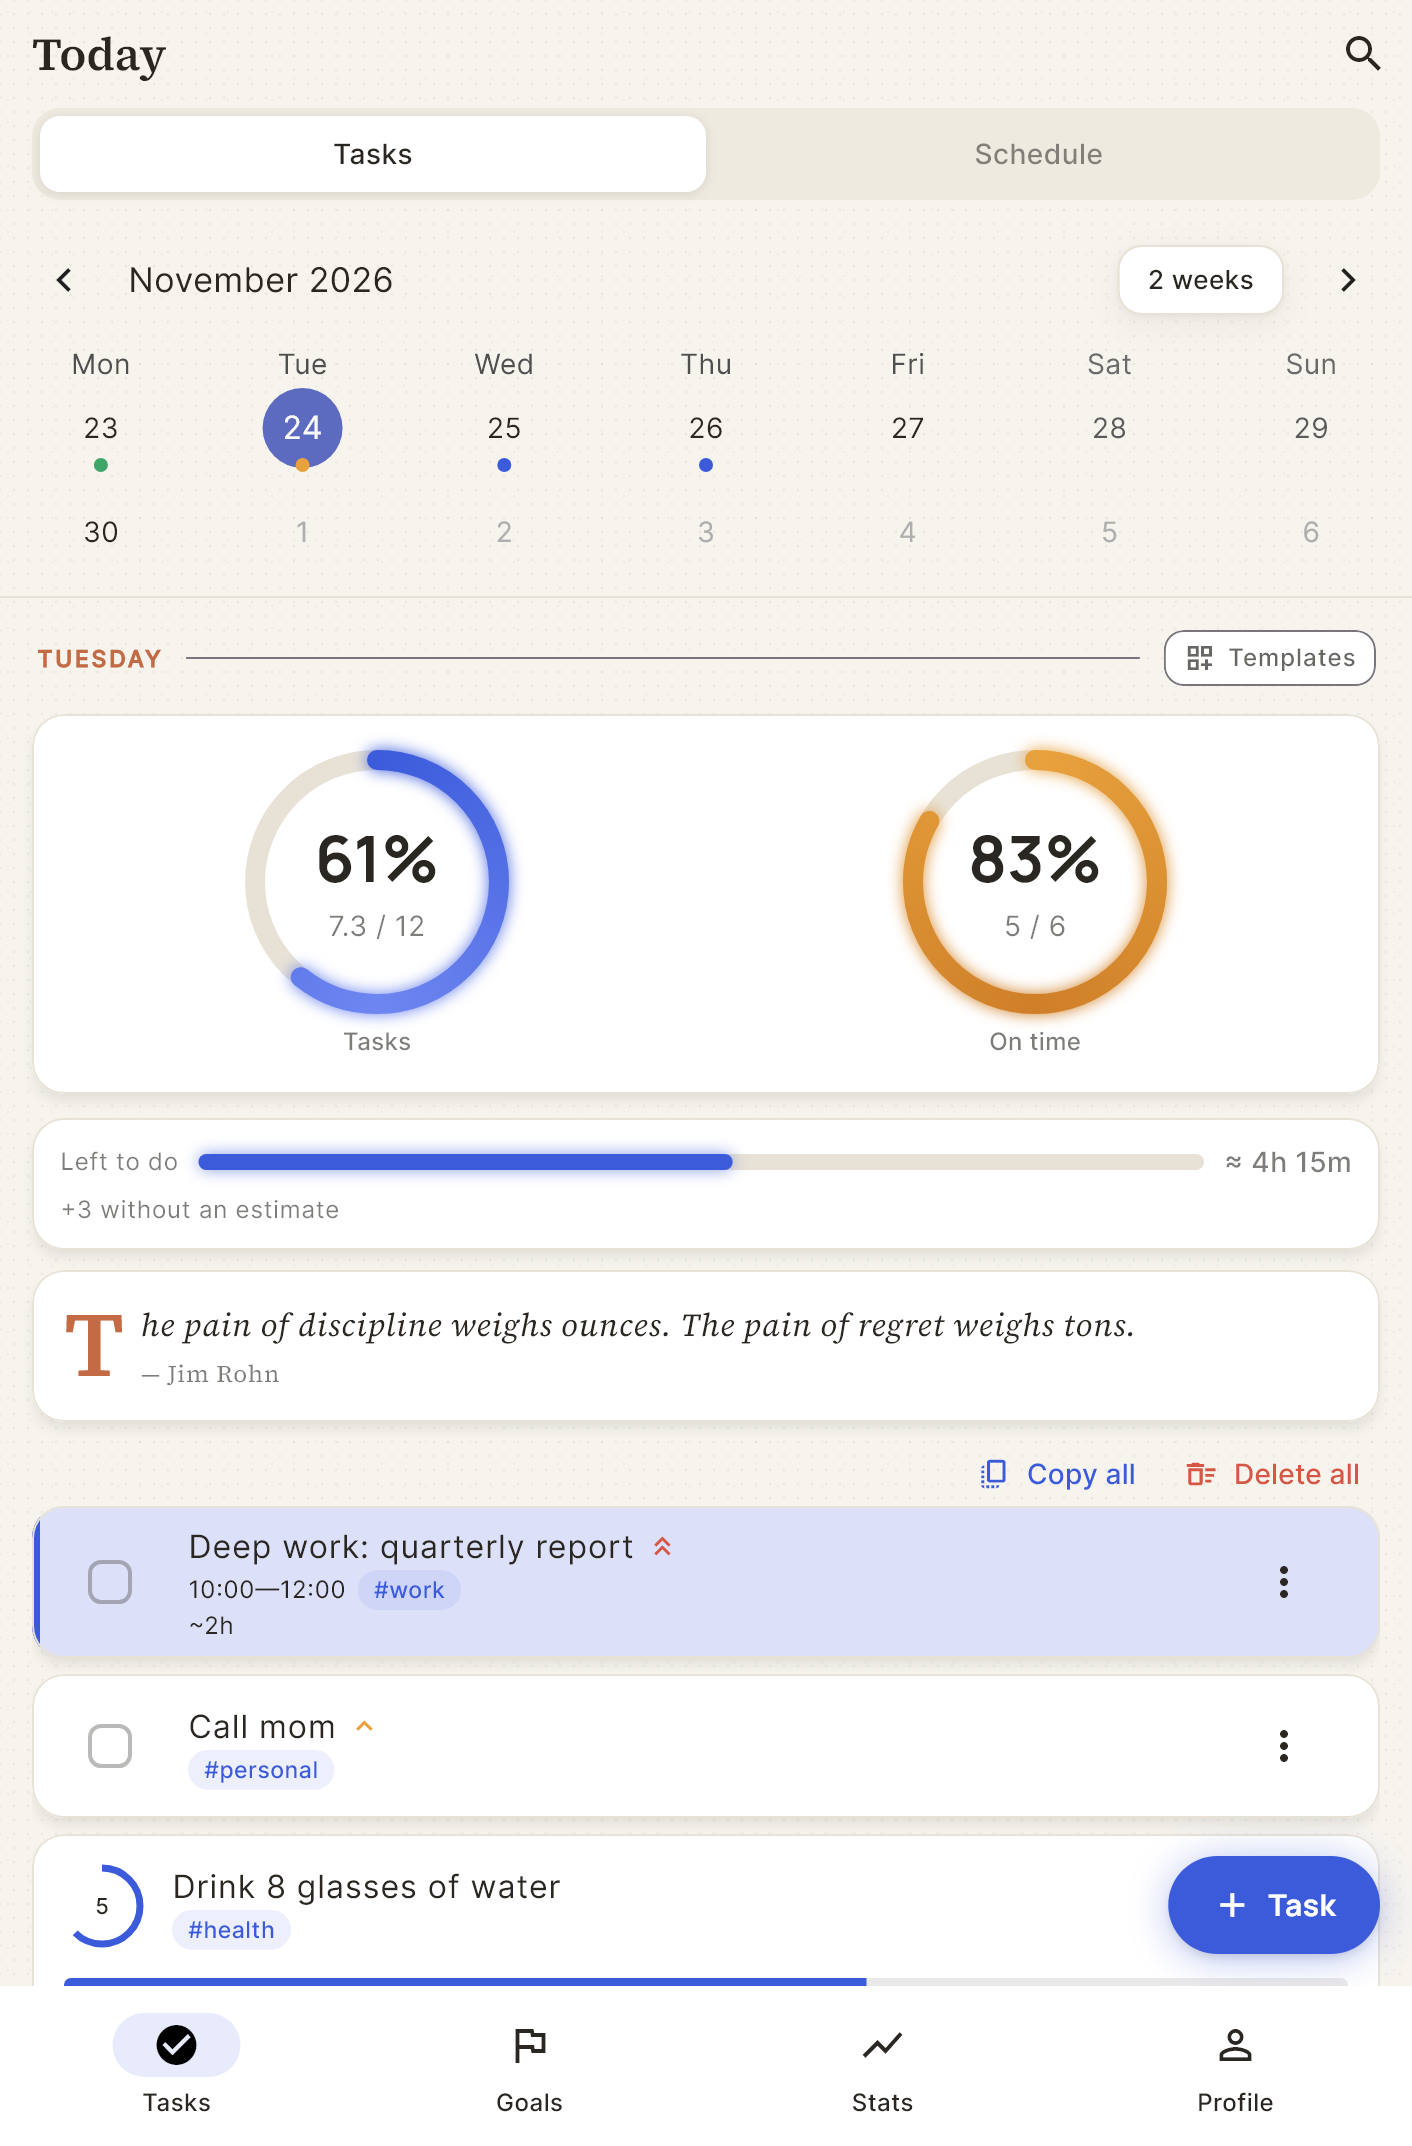 Today
Tasks
Schedule
November 2026
2 weeks
Mon Tue Wed Thu Fri Sat Sun
23 24 25 26 27 28 29
30 1 2 3 4 5 6
TUESDAY
Templates
61%
7.3 / 12
Tasks
83%
5 / 6
On time
Left to do
≈ 4h 15m
+3 without an estimate
The pain of discipline weighs ounces. The pain of regret weighs tons.
— Jim Rohn
Copy all
Delete all
Deep work: quarterly report
10:00—12:00 #work
~2h
Call mom
#personal
5
Drink 8 glasses of water
#health
+ Task
Tasks
Goals
Stats
Profile